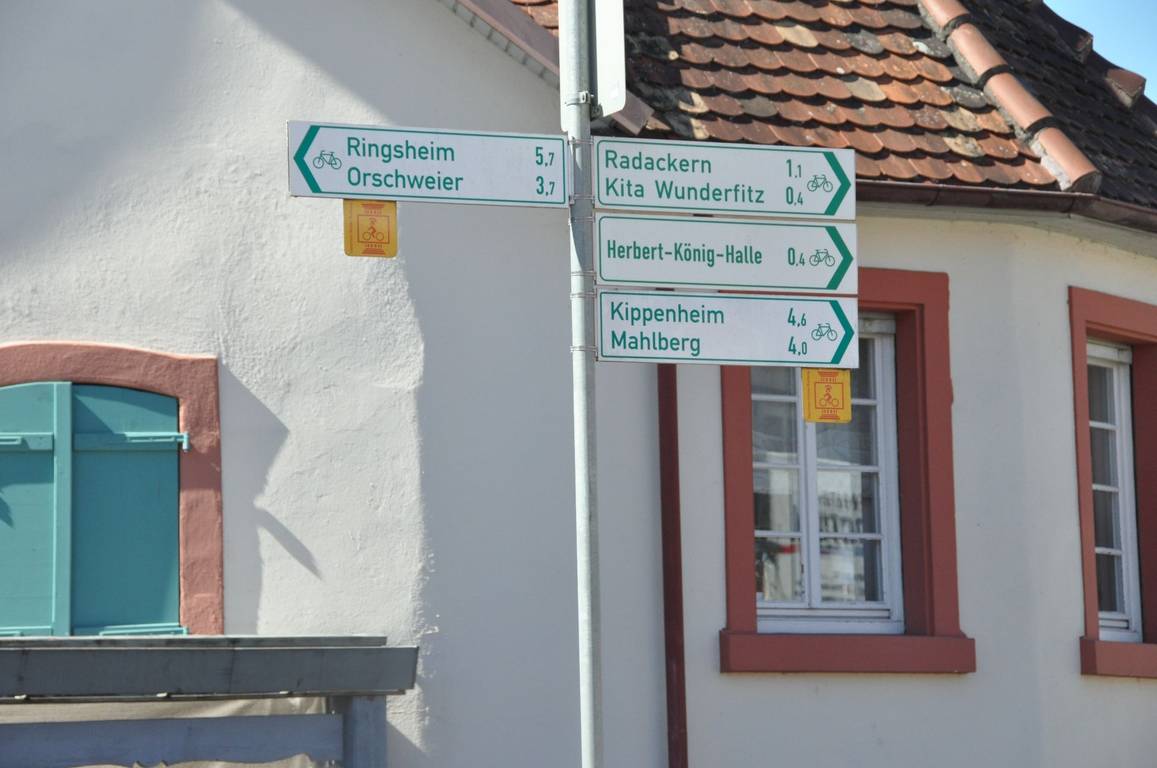 Ringsheim 5,7
Orschweier 3,7
Radackern 1,1
Kita Wunderfitz 0,4
Herbert-König-Halle 0,4
Kippenheim 4,6
Mahlberg 4,0